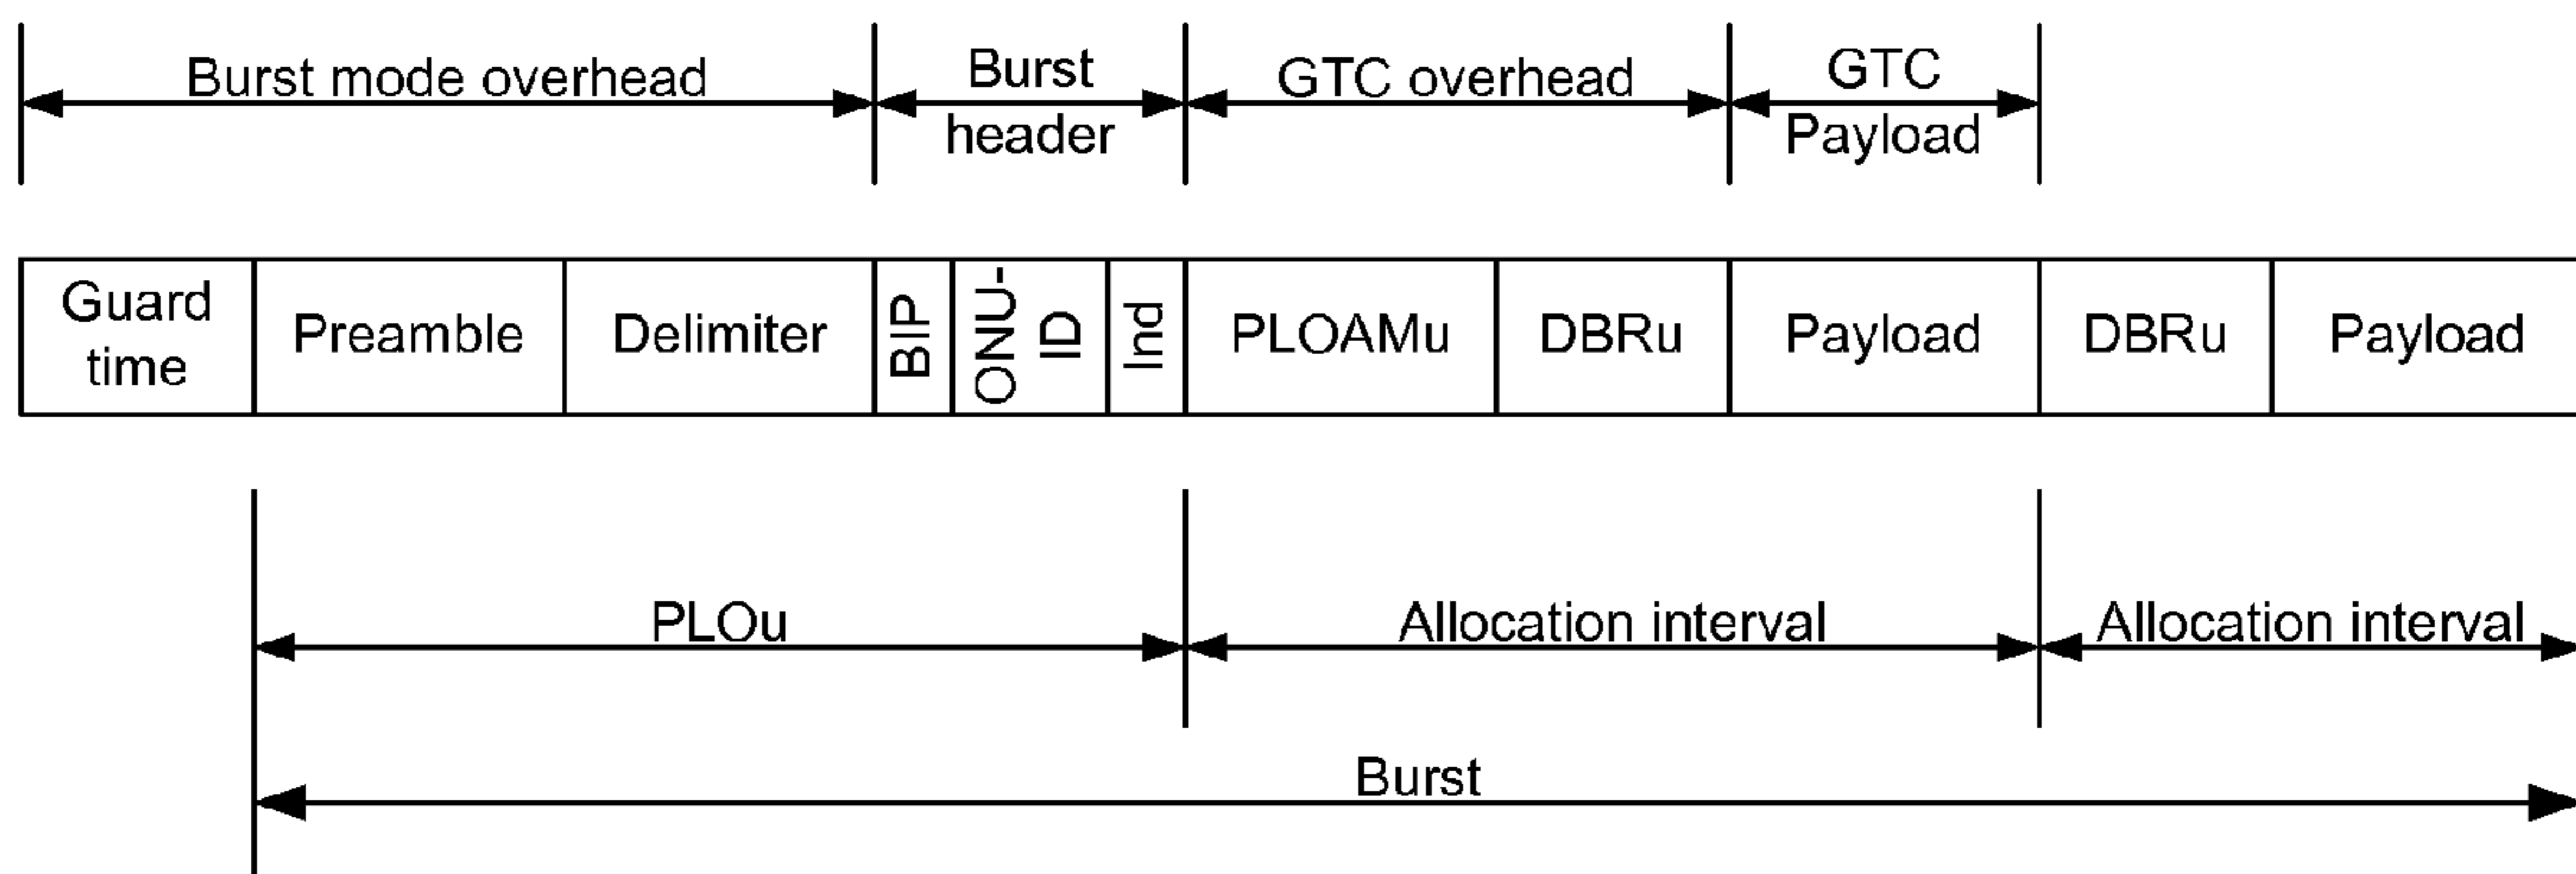 Burst mode overhead
Burst
header
GTC overhead
GTC
Payload
Guard
time
Preamble
Delimiter
BIP
ONU-
ID
Ind
PLOAMu
DBRu
Payload
DBRu
Payload
PLOu
Allocation interval
Allocation interval
Burst